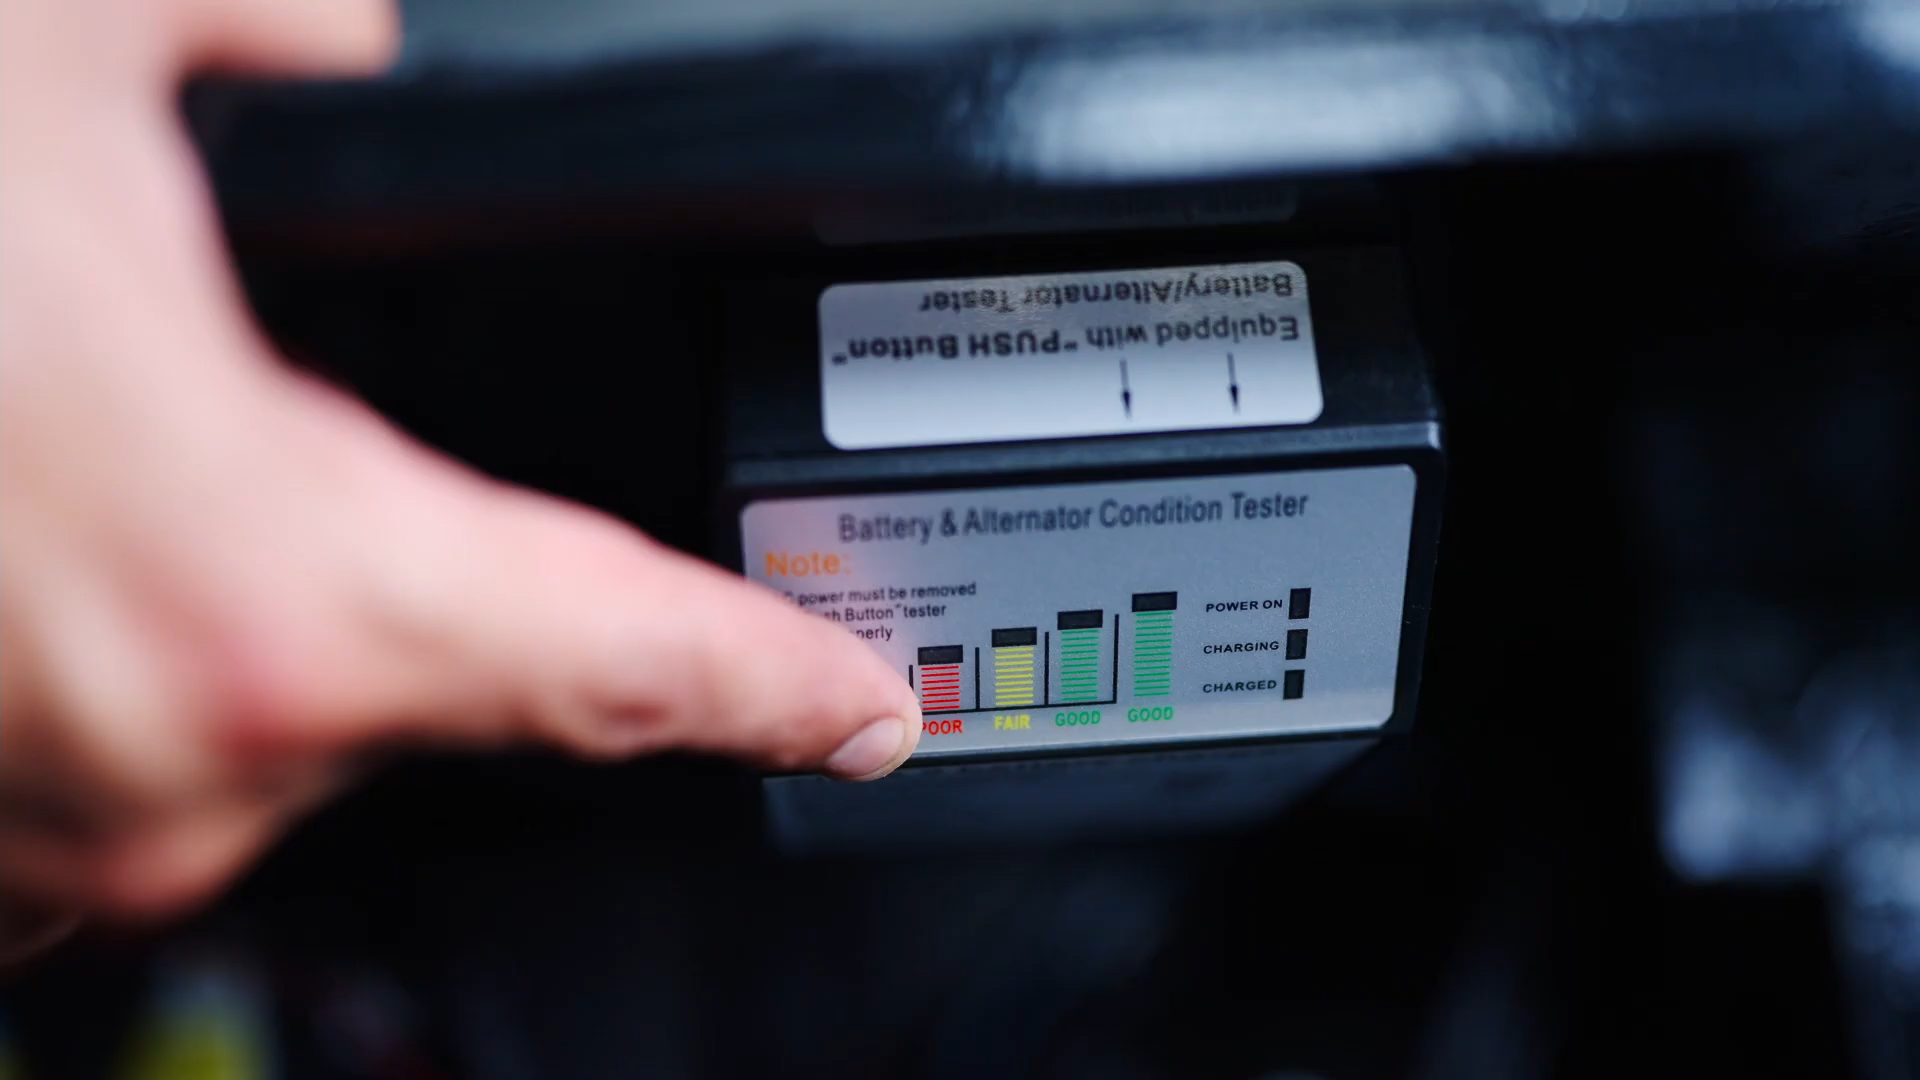 Equipped with "PUSH Button"
Battery/Alternator Tester
Battery & Alternator Condition Tester
Note:
power must be removed
Button" tester
POWER ON
CHARGING
CHARGED
POOR
FAIR
GOOD
GOOD